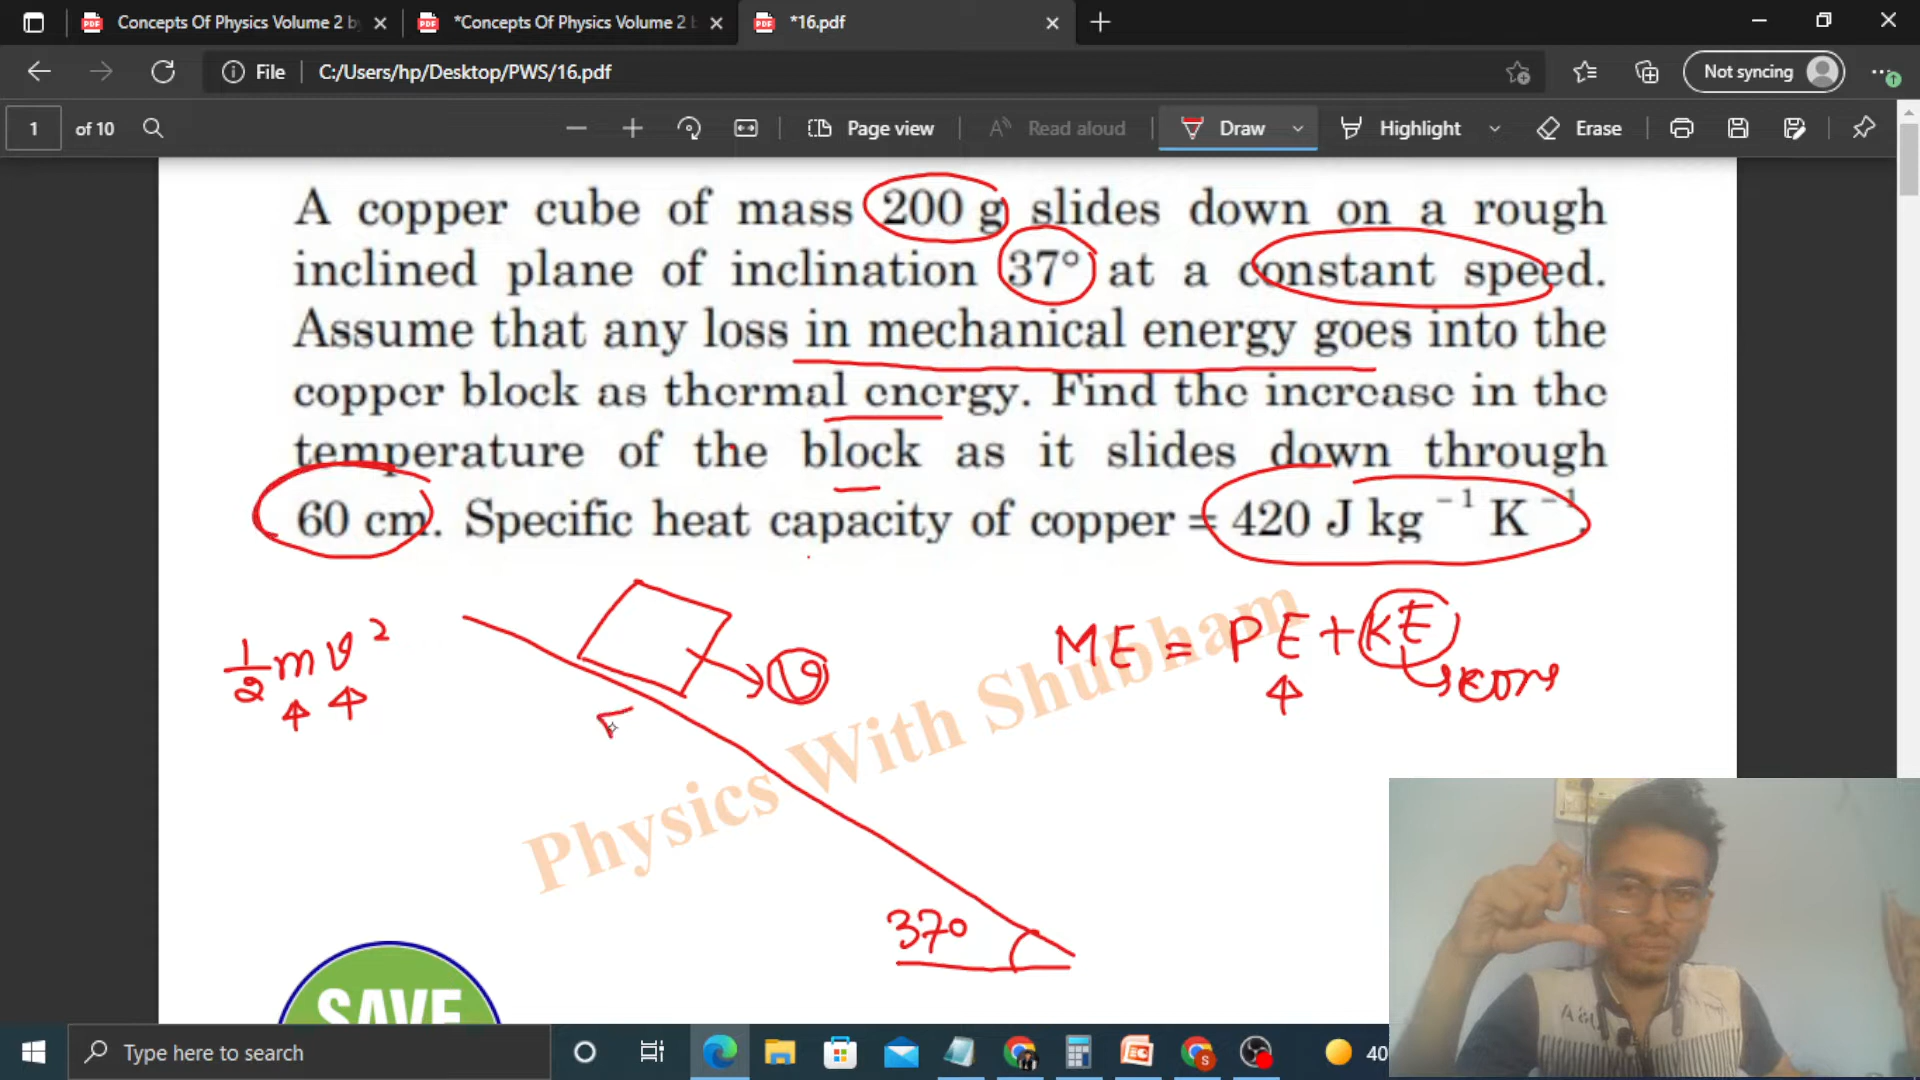 Concepts Of Physics Volume 2 b
*Concepts Of Physics Volume 2 b
*16.pdf
File
C:/Users/hp/Desktop/PWS/16.pdf
Not syncing
1
of 10
Page view
Read aloud
Draw
Highlight
Erase
A copper cube of mass 200 g slides down on a rough
inclined plane of inclination 37° at a constant speed.
Assume that any loss in mechanical energy goes into the
copper block as thermal energy. Find the increase in the
temperature of the block as it slides down through
60 cm. Specific heat capacity of copper = 420 J kg⁻¹ K⁻¹.
½ m v²
v
ME = PE + KE
Physics With Shubham
37°
SAVE
Type here to search
40